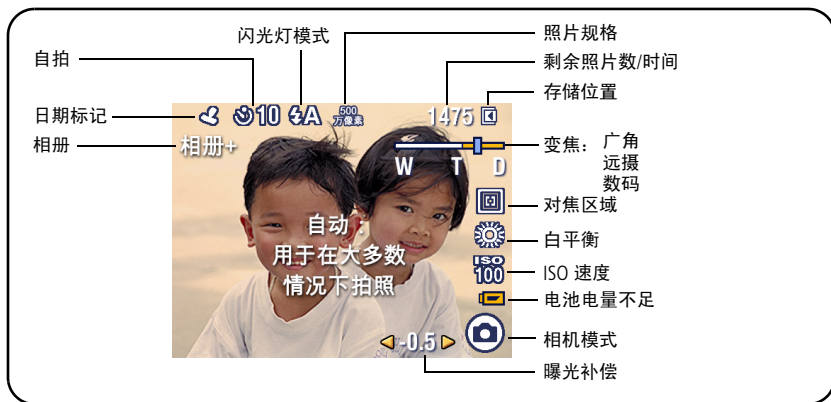 闪光灯模式
照片规格
自拍
剩余照片数/时间
存储位置
日期标记
10
A
500
万像素
1475
相册
相册+
变然: 广角
远摄
数码
W T D
对焦区域
自动:
用于在大多数
情况下拍照
白平衡
ISO
100
ISO 速度
电池电量不足
相机模式
-0.5
曝光补偿